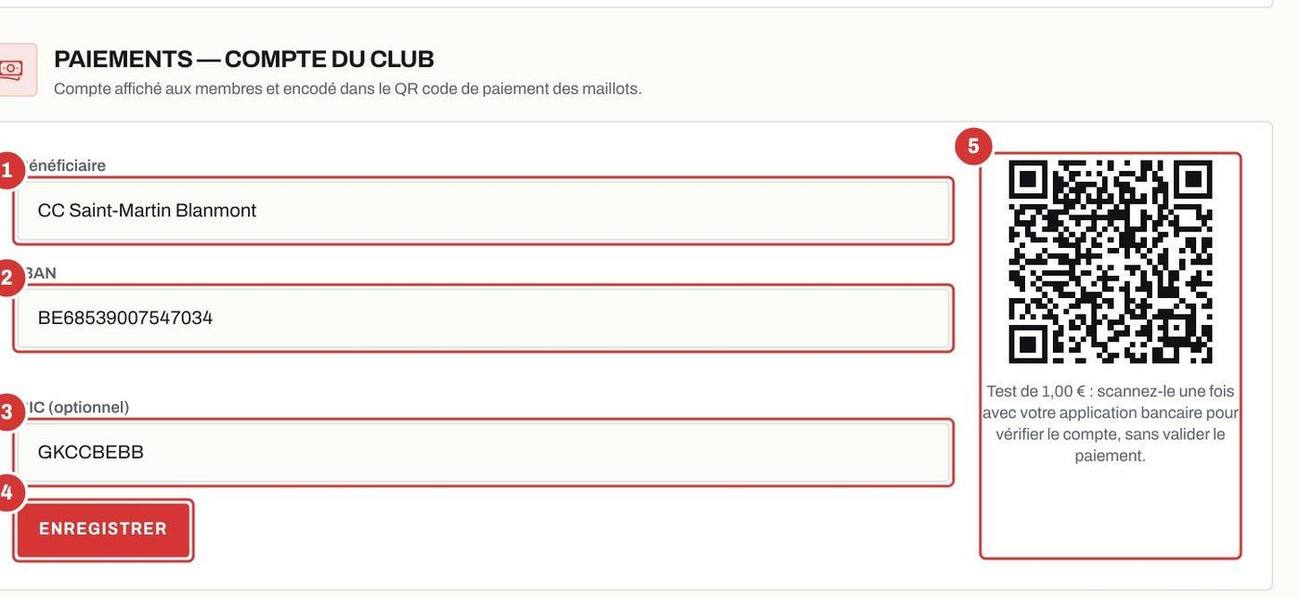 PAIEMENTS — COMPTE DU CLUB
Compte affiché aux membres et encodé dans le QR code de paiement des maillots.
1
énéficiaire
CC Saint-Martin Blanmont
2
BAN
BE68539007547034
3
IC (optionnel)
GKCCBEBB
4
ENREGISTRER
5
Test de 1,00 € : scannez-le une fois
avec votre application bancaire pour
vérifier le compte, sans valider le
paiement.